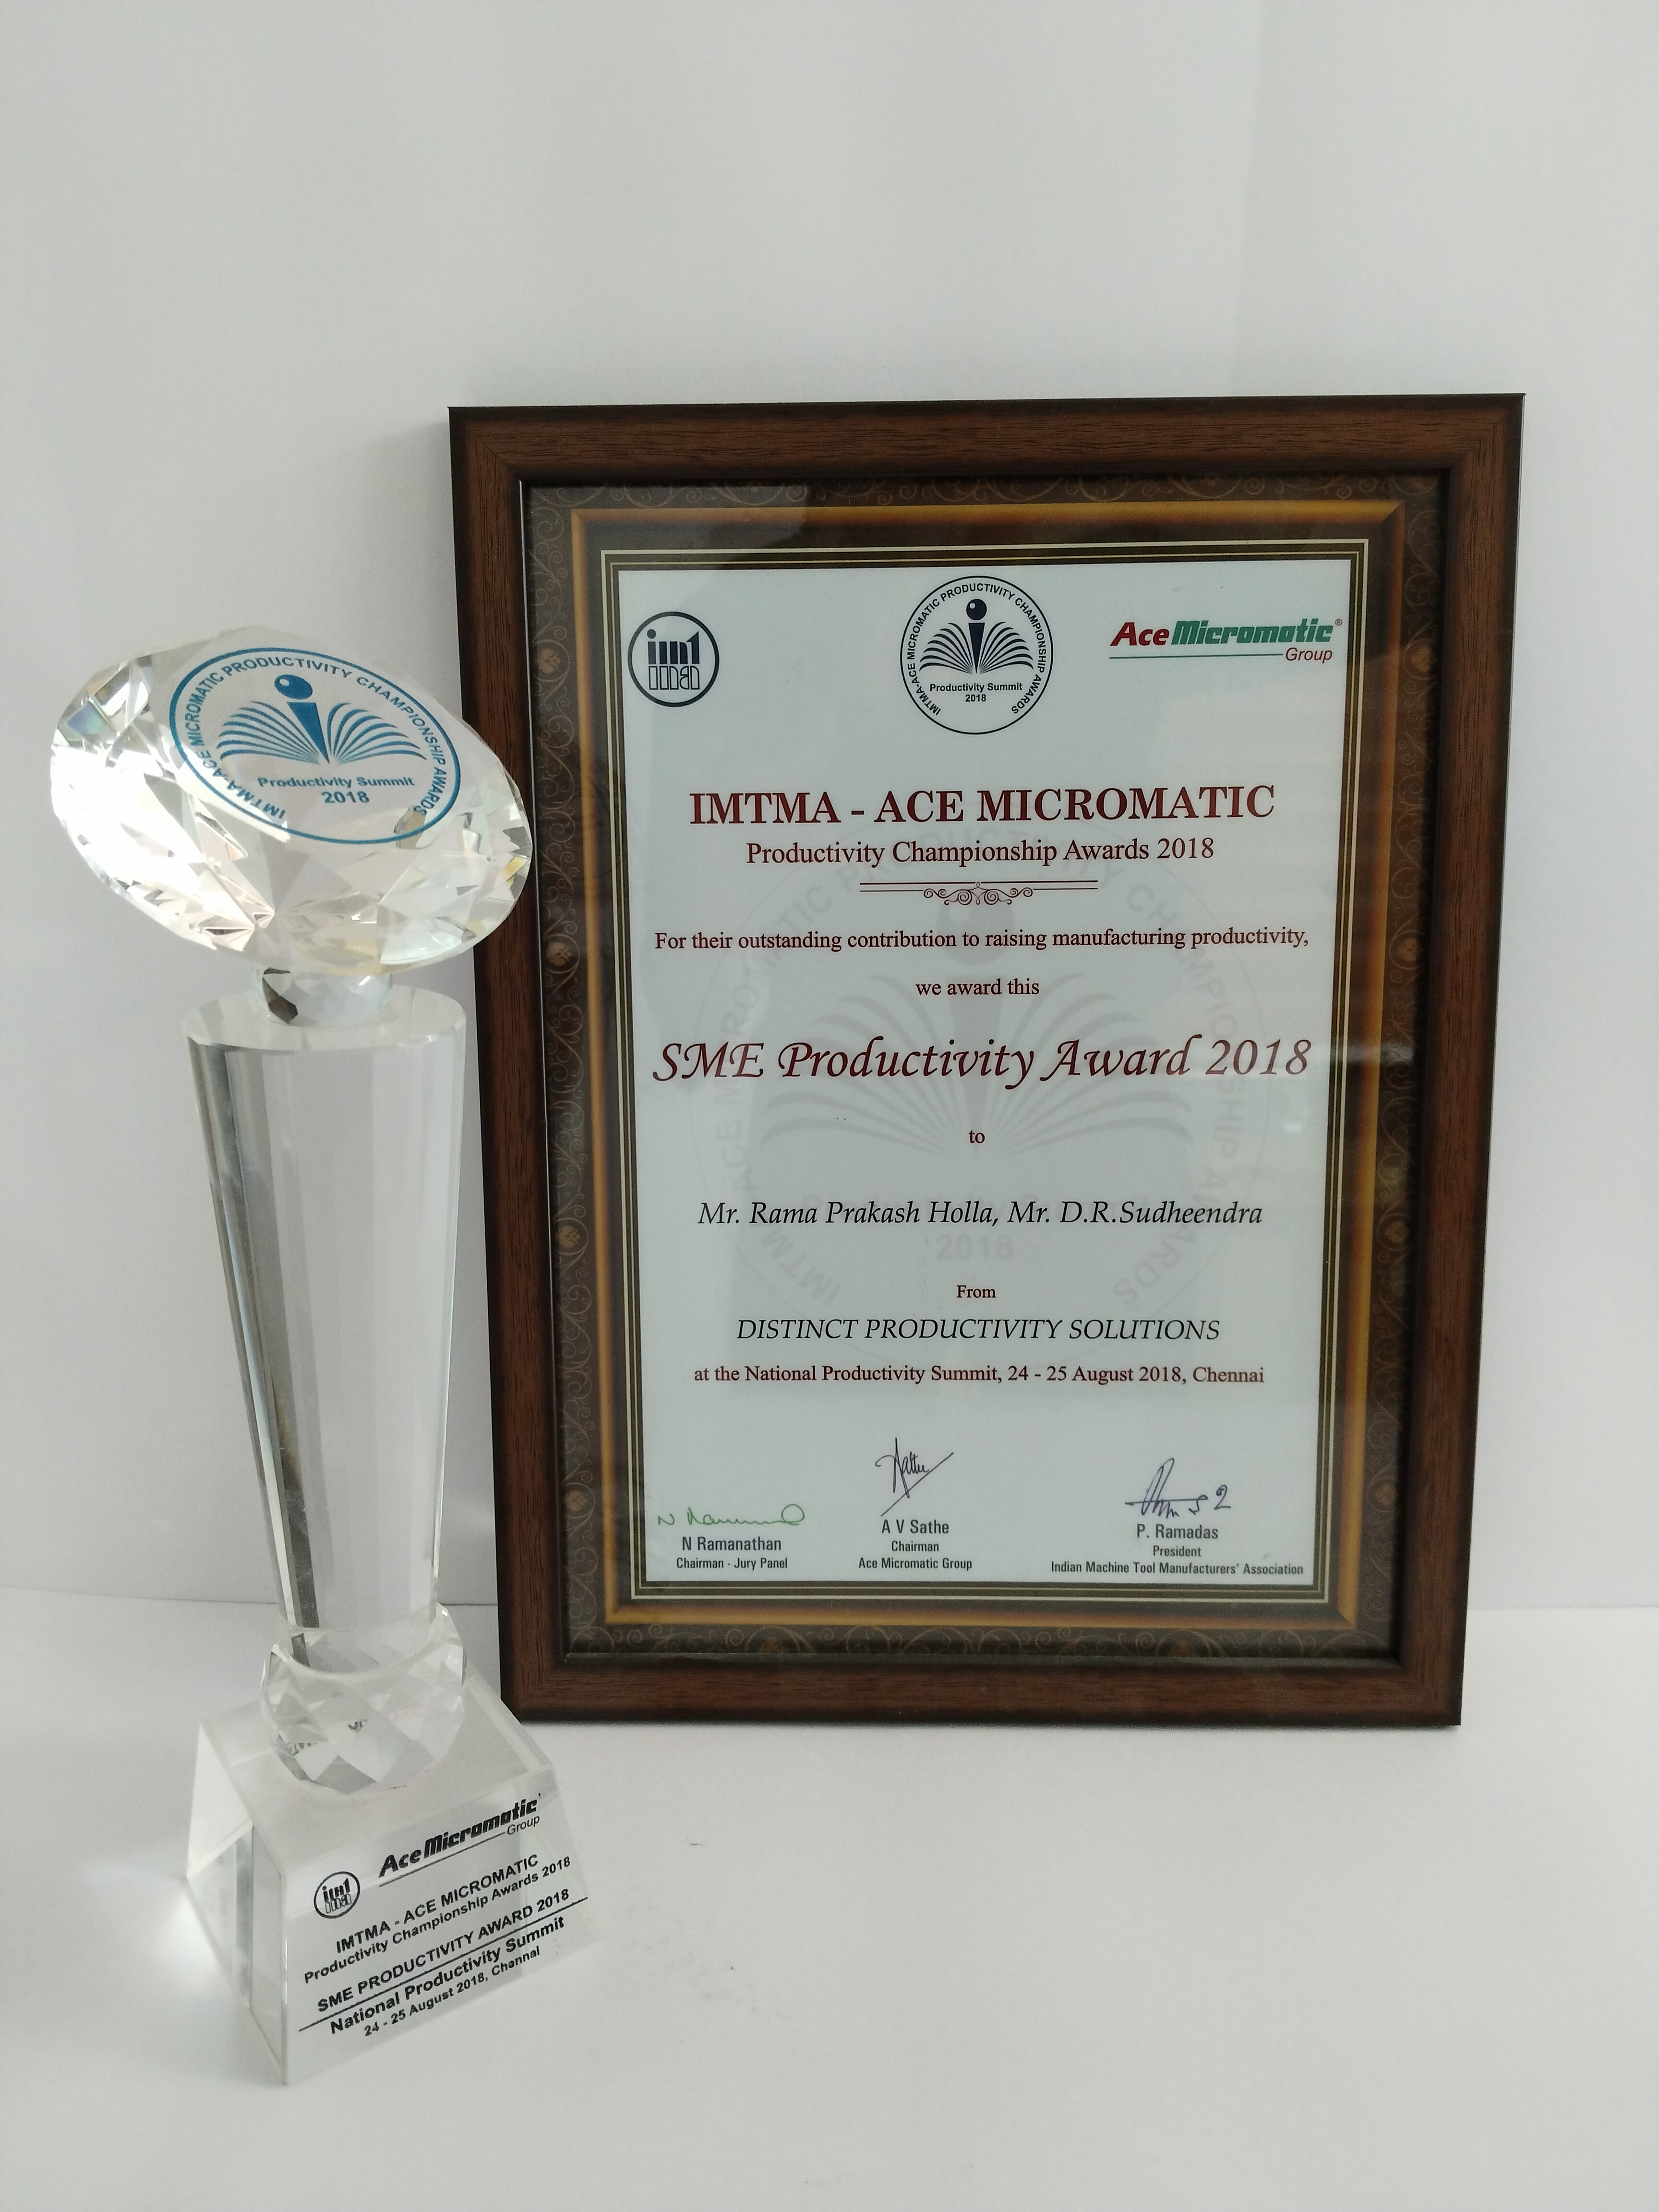 IMTMA-ACE MICROMATIC PRODUCTIVITY CHAMPIONSHIP AWARDS
Productivity Summit
2018
Ace Micromatic®
Group
IMTMA - ACE MICROMATIC
Productivity Championship Awards 2018
For their outstanding contribution to raising manufacturing productivity,
we award this
SME Productivity Award 2018
to
Mr. Rama Prakash Holla, Mr. D.R.Sudheendra
From
DISTINCT PRODUCTIVITY SOLUTIONS
at the National Productivity Summit, 24 - 25 August 2018, Chennai
N Ramanathan
Chairman - Jury Panel
A V Sathe
Chairman
Ace Micromatic Group
P. Ramadas
President
Indian Machine Tool Manufacturers' Association
IMTMA-ACE MICROMATIC PRODUCTIVITY CHAMPIONSHIP AWARDS
Productivity Summit
2018
Ace Micromatic
Group
IMTMA - ACE MICROMATIC
Productivity Championship Awards 2018
SME PRODUCTIVITY AWARD 2018
National Productivity Summit
24 - 25 August 2018, Chennai